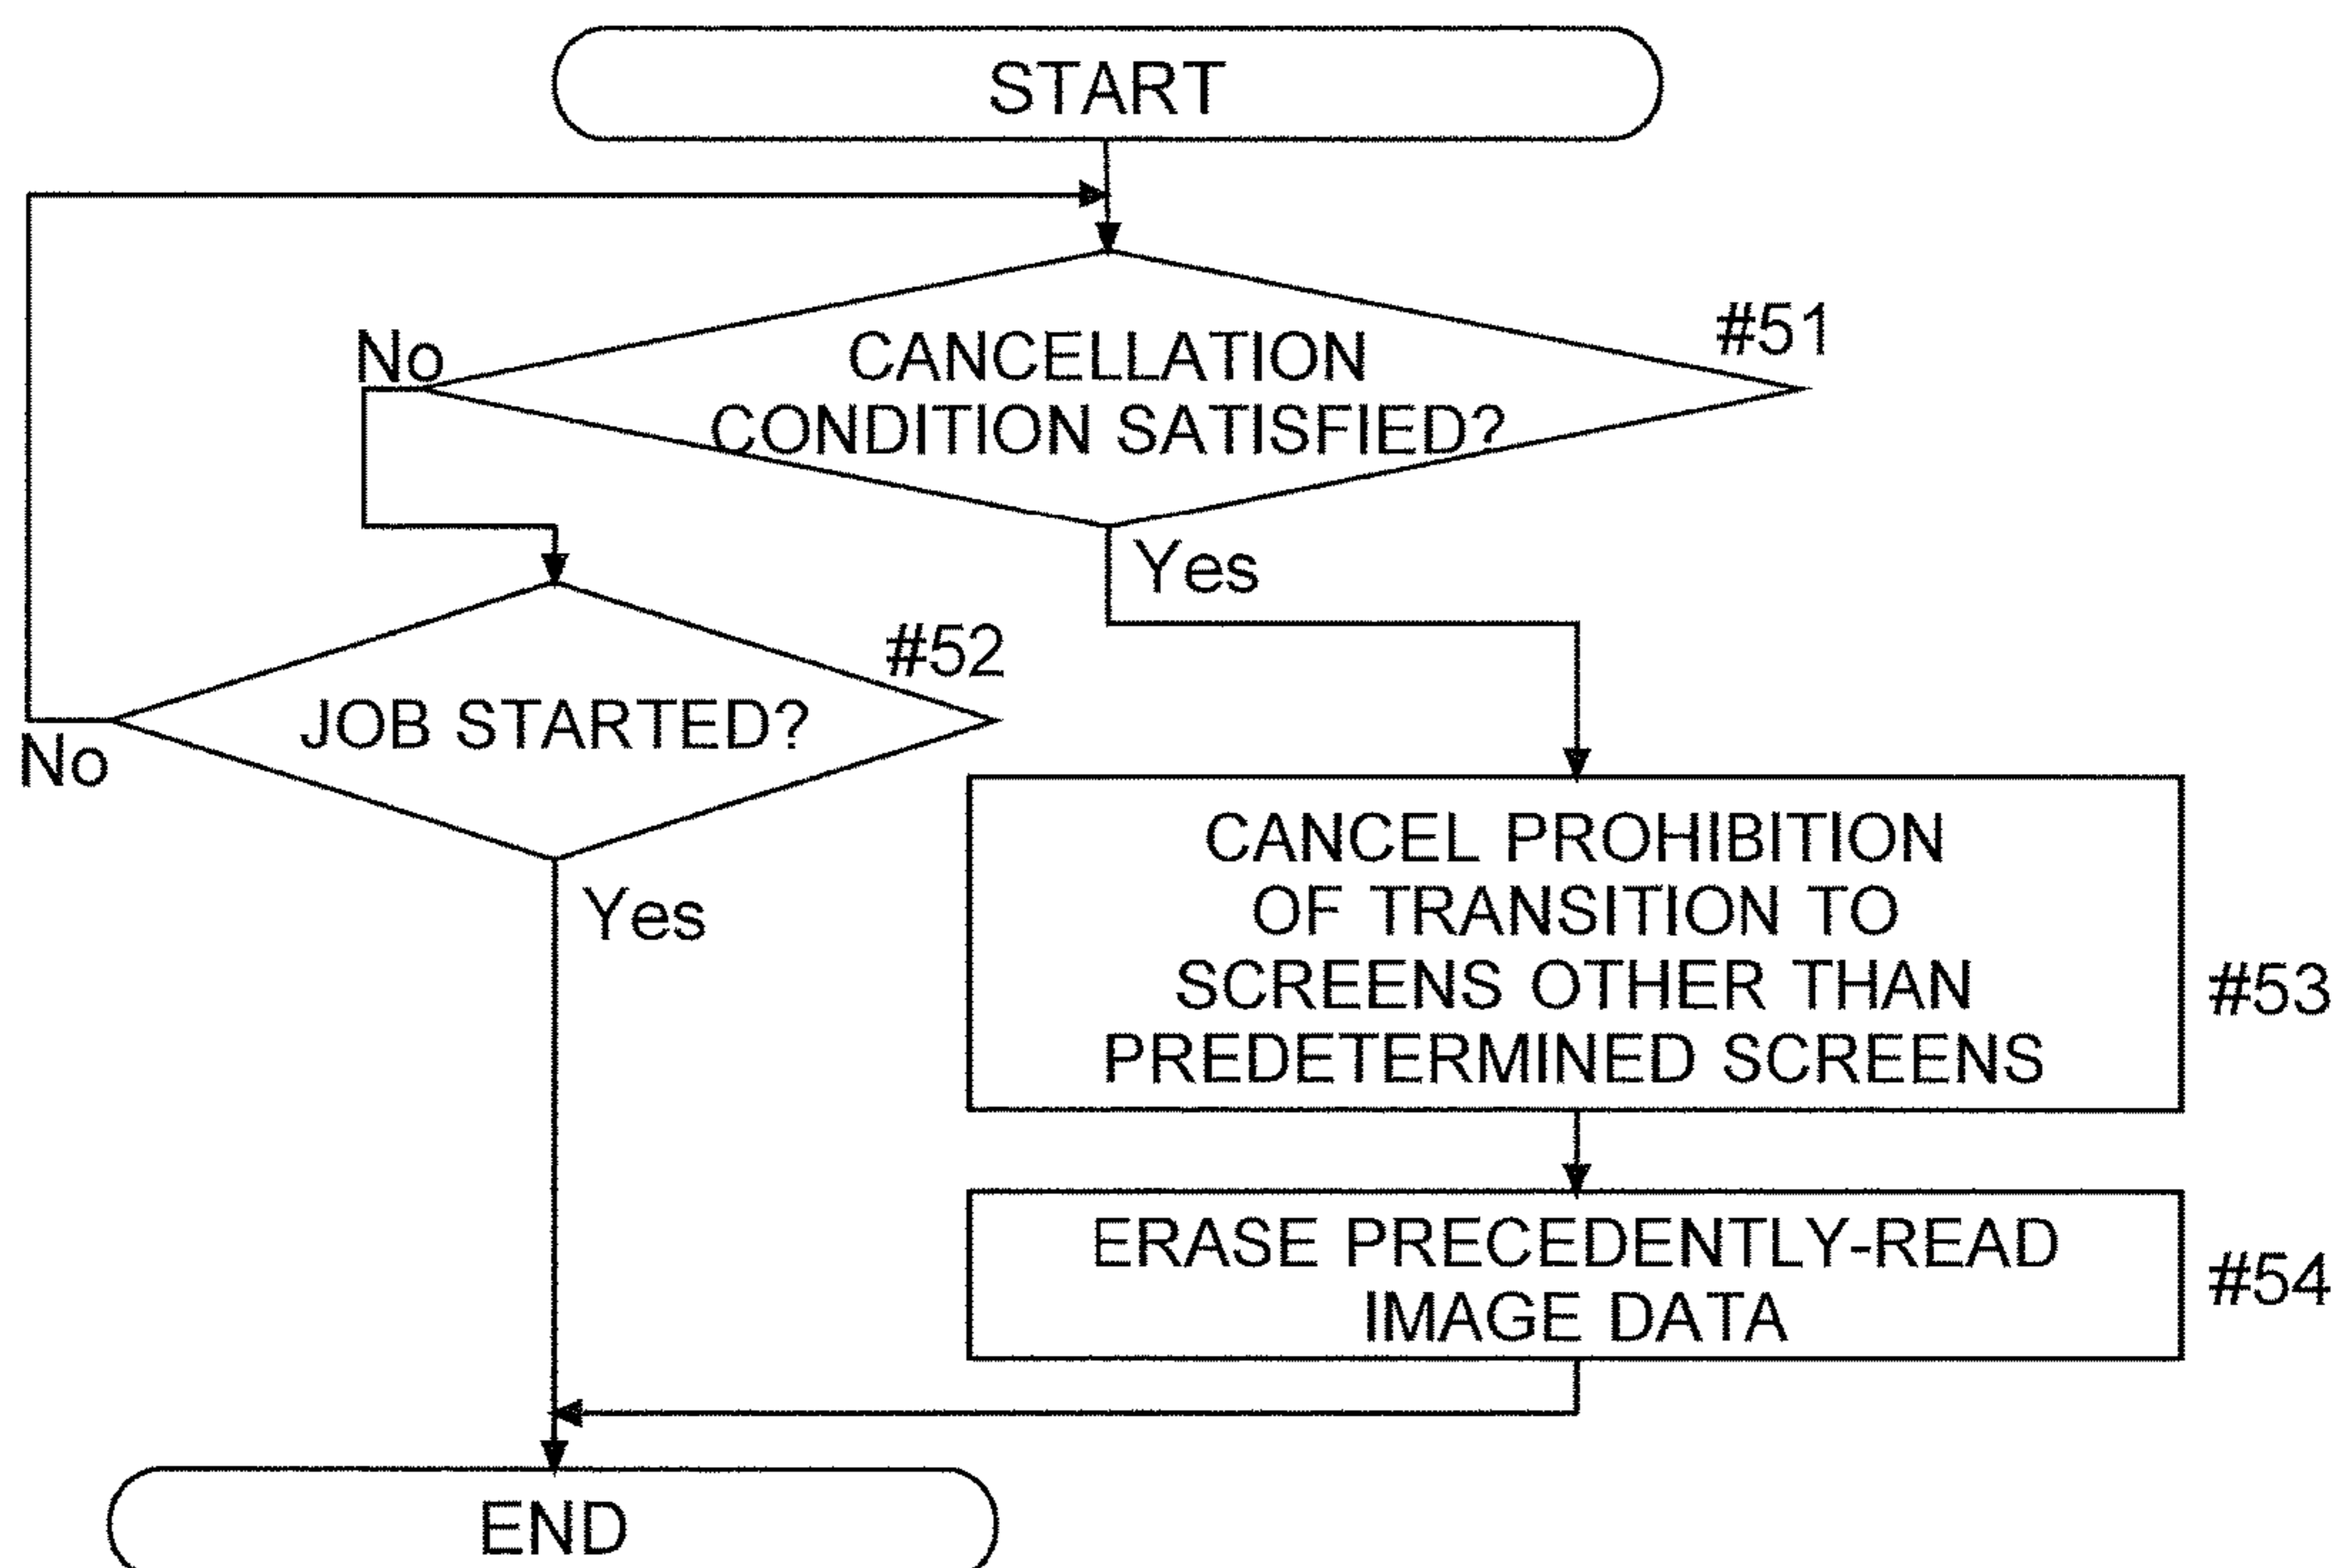 START
#51
No
CANCELLATION
CONDITION SATISFIED?
Yes
#52
JOB STARTED?
No
Yes
CANCEL PROHIBITION
OF TRANSITION TO
SCREENS OTHER THAN
PREDETERMINED SCREENS
#53
ERASE PRECEDENTLY-READ
IMAGE DATA
#54
END